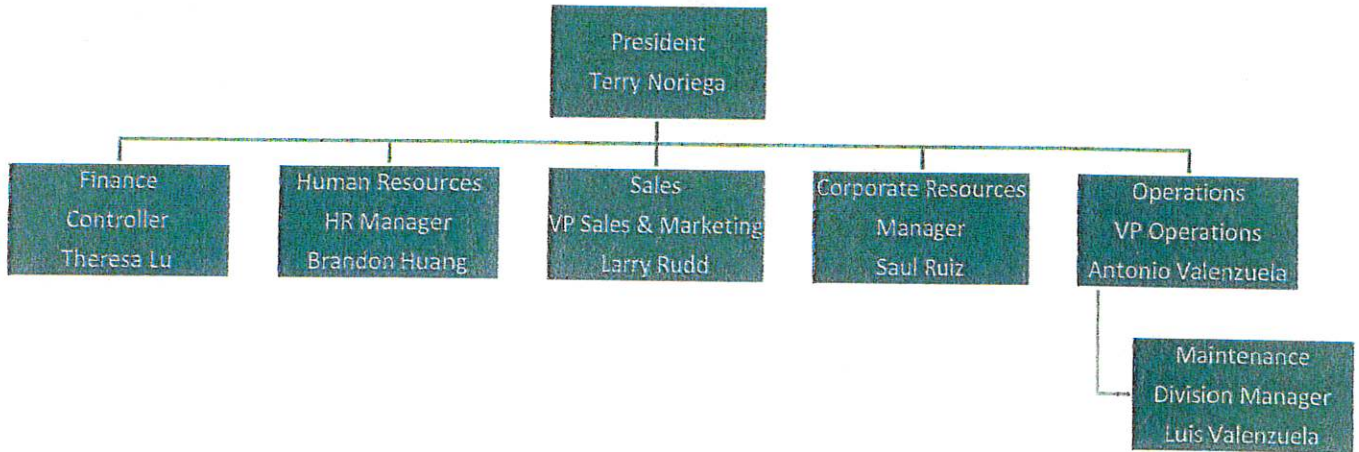 President
Terry Noriega
Finance
Controller
Theresa Lu
Human Resources
HR Manager
Brandon Huang
Sales
VP Sales & Marketing
Larry Rudd
Corporate Resources
Manager
Saul Ruiz
Operations
VP Operations
Antonio Valenzuela
Maintenance
Division Manager
Luis Valenzuela